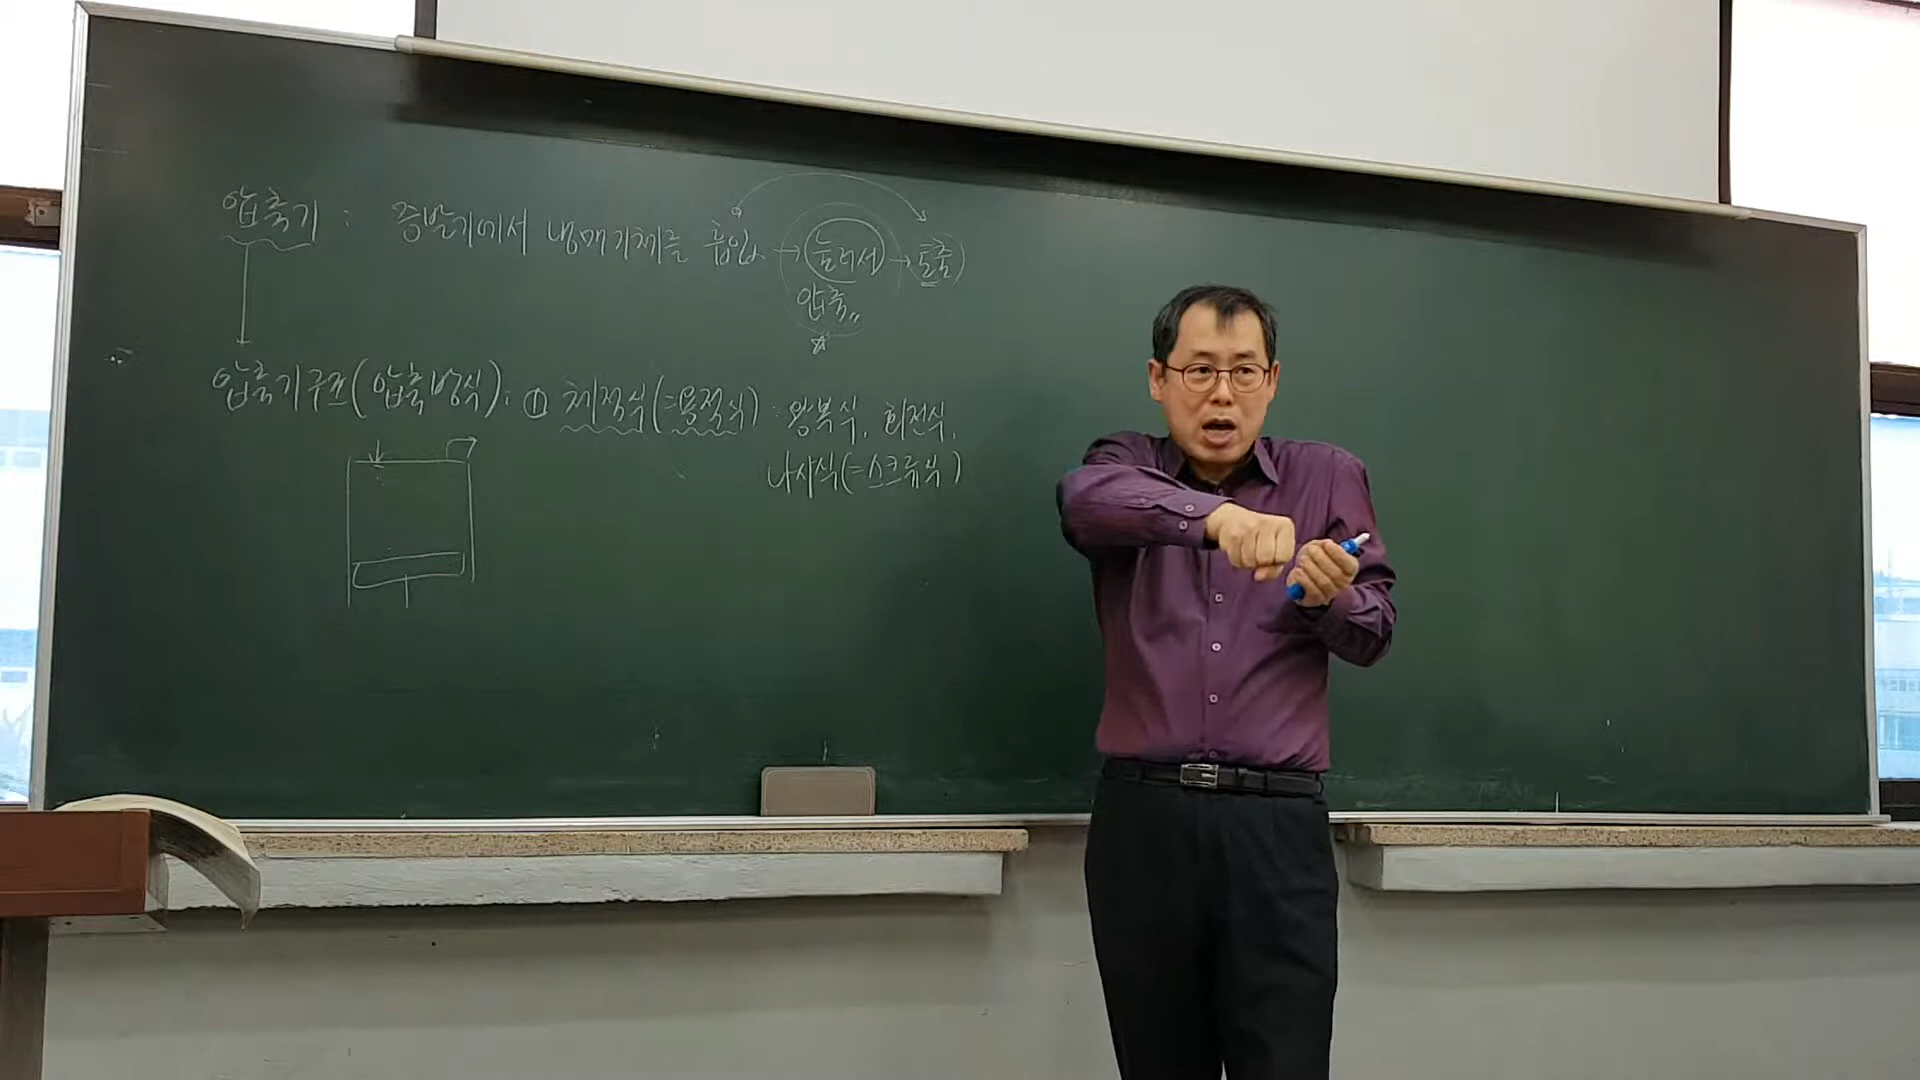 압축기 : 증발기에서 냉매기체를 흡입 → 눌러서 → 토출)
압축〃
압축기구조(압축방식): ① 체적식(=용적식) : 왕복식, 회전식,
나사식(=스크류식)